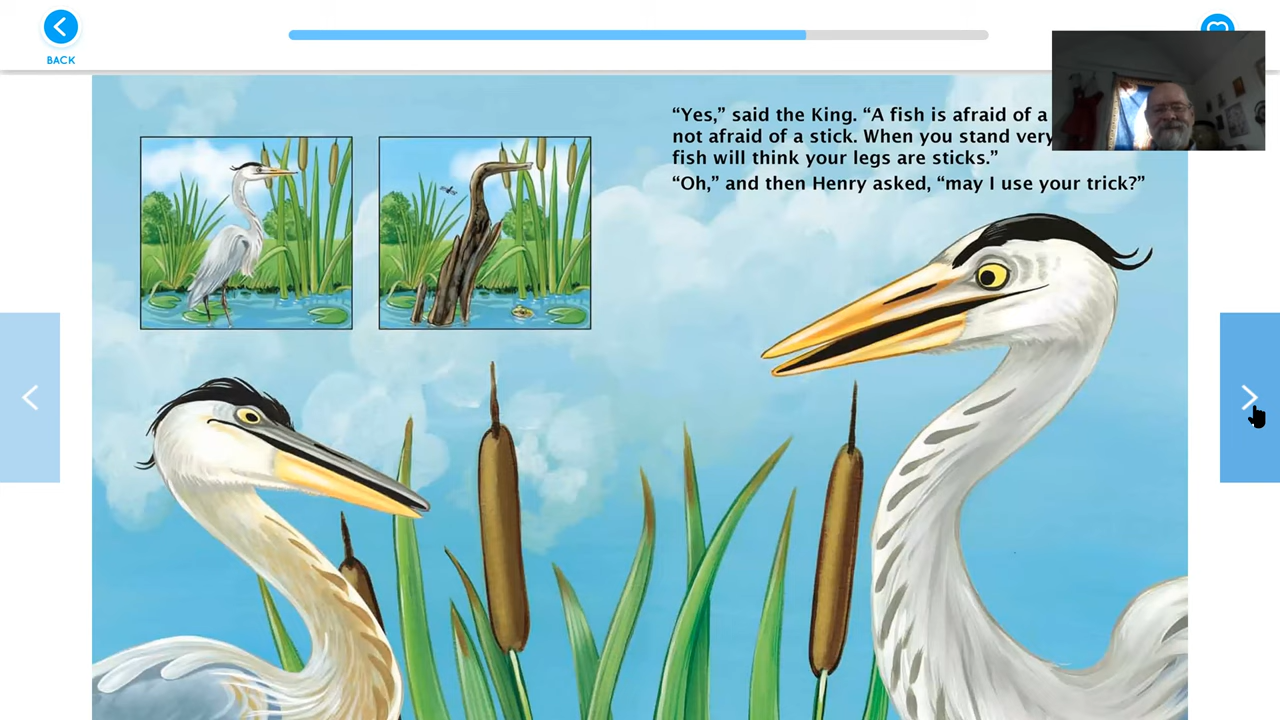 BACK
“Yes,” said the King. “A fish is afraid of a
not afraid of a stick. When you stand very
fish will think your legs are sticks.”
“Oh,” and then Henry asked, “may I use your trick?”